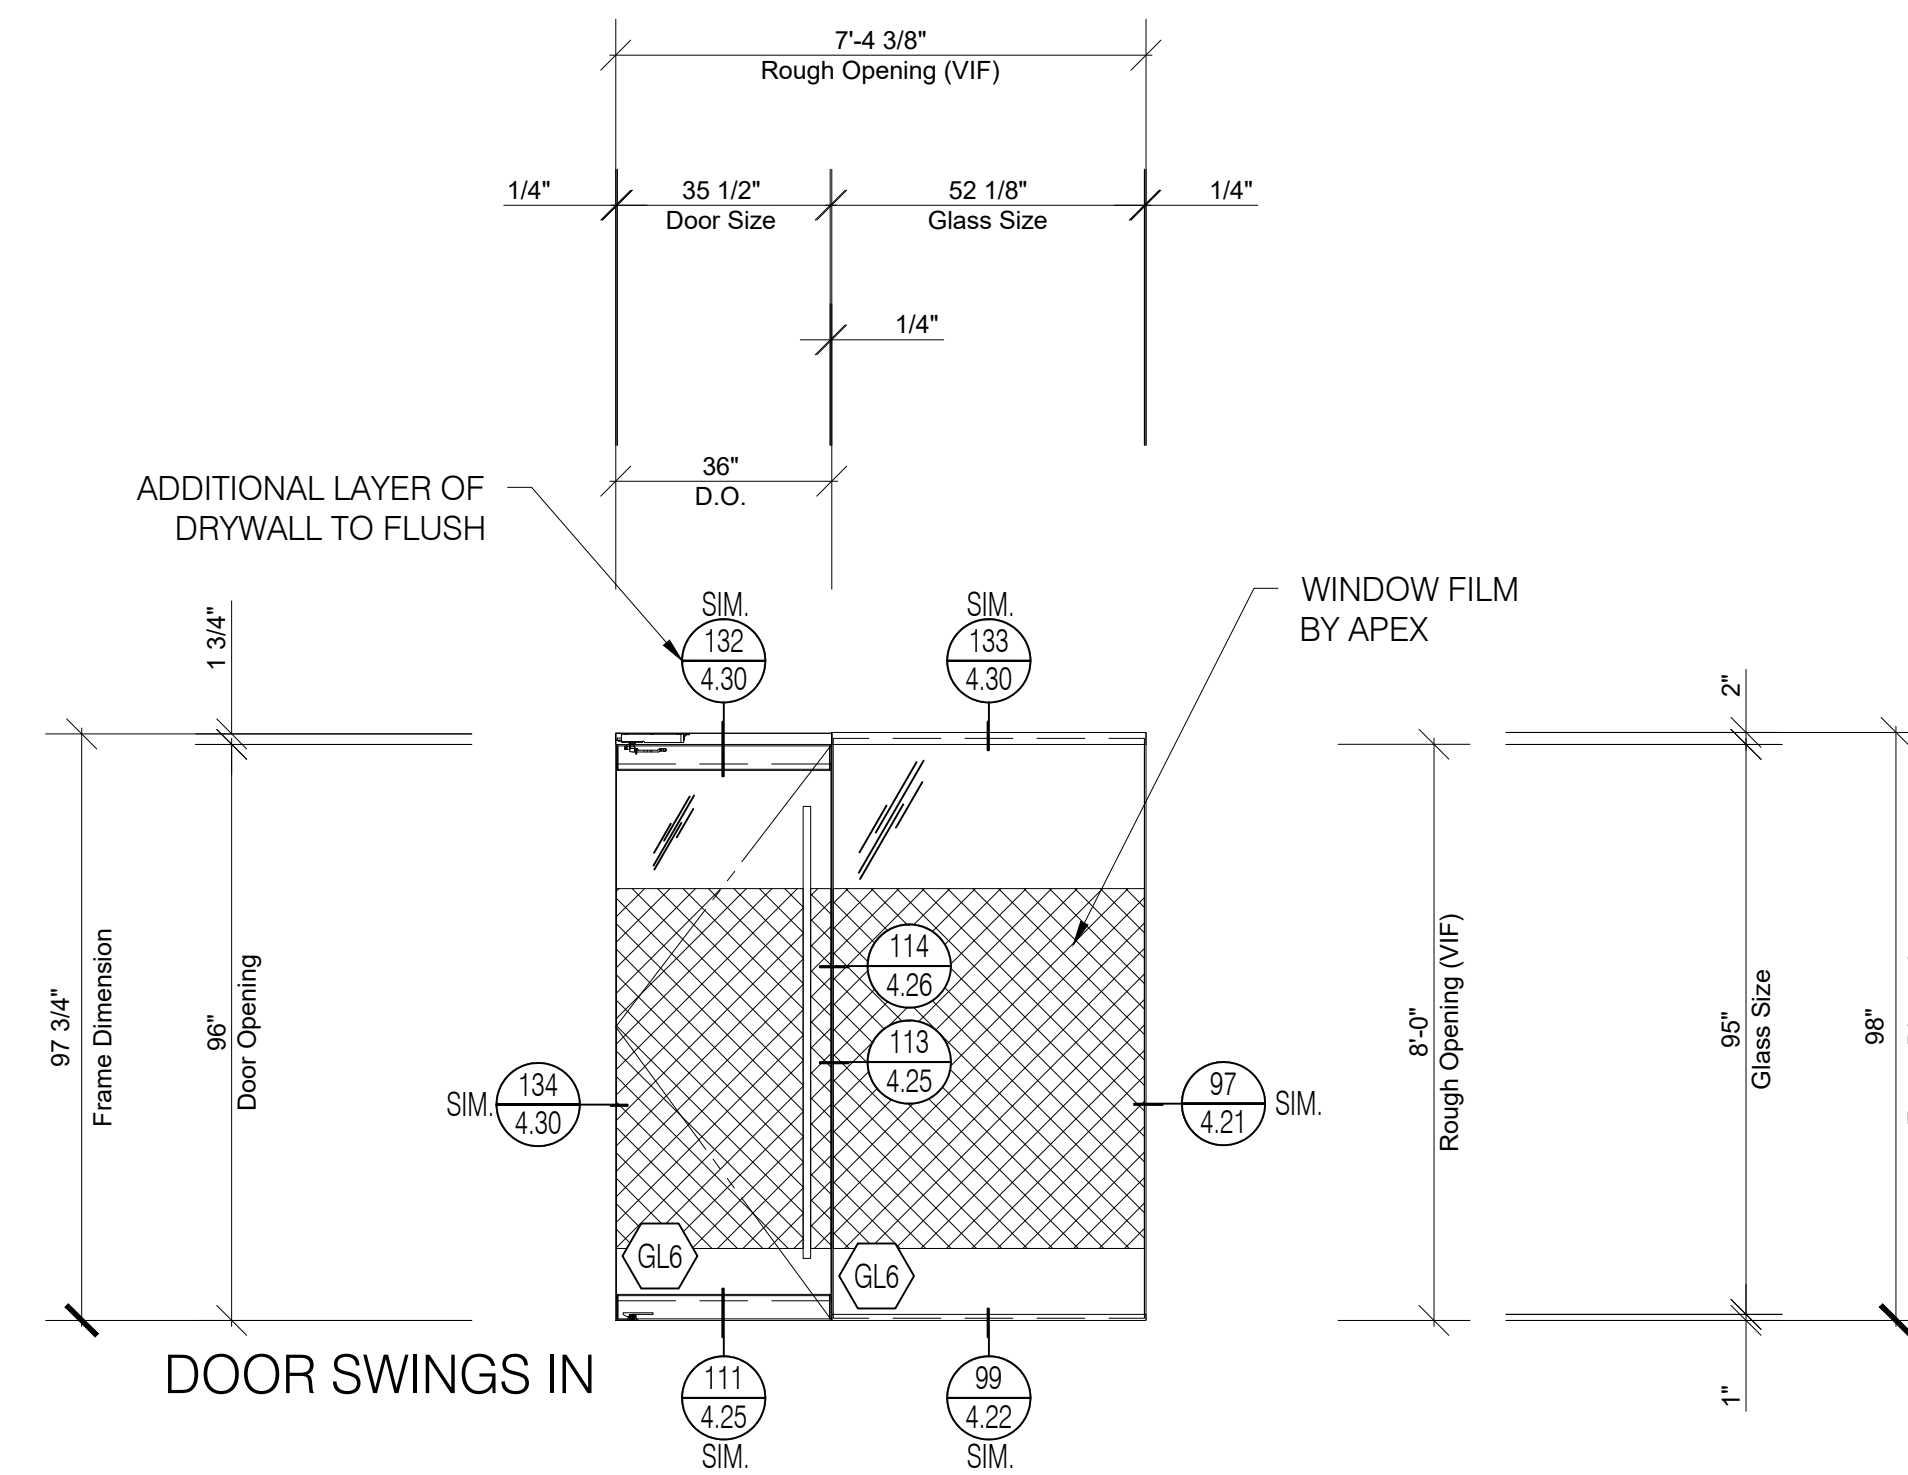 7'-4 3/8"
Rough Opening (VIF)
1/4"
35 1/2"
Door Size
52 1/8"
Glass Size
1/4"
1/4"
36"
D.O.
ADDITIONAL LAYER OF
DRYWALL TO FLUSH
WINDOW FILM
BY APEX
SIM.
132
4.30
SIM.
133
4.30
1 3/4"
2"
97 3/4"
Frame Dimension
96"
Door Opening
114
4.26
113
4.25
SIM.
134
4.30
97
4.21
SIM.
8'-0"
Rough Opening (VIF)
95"
Glass Size
98"
GL6
GL6
DOOR SWINGS IN
111
4.25
SIM.
99
4.22
SIM.
1"